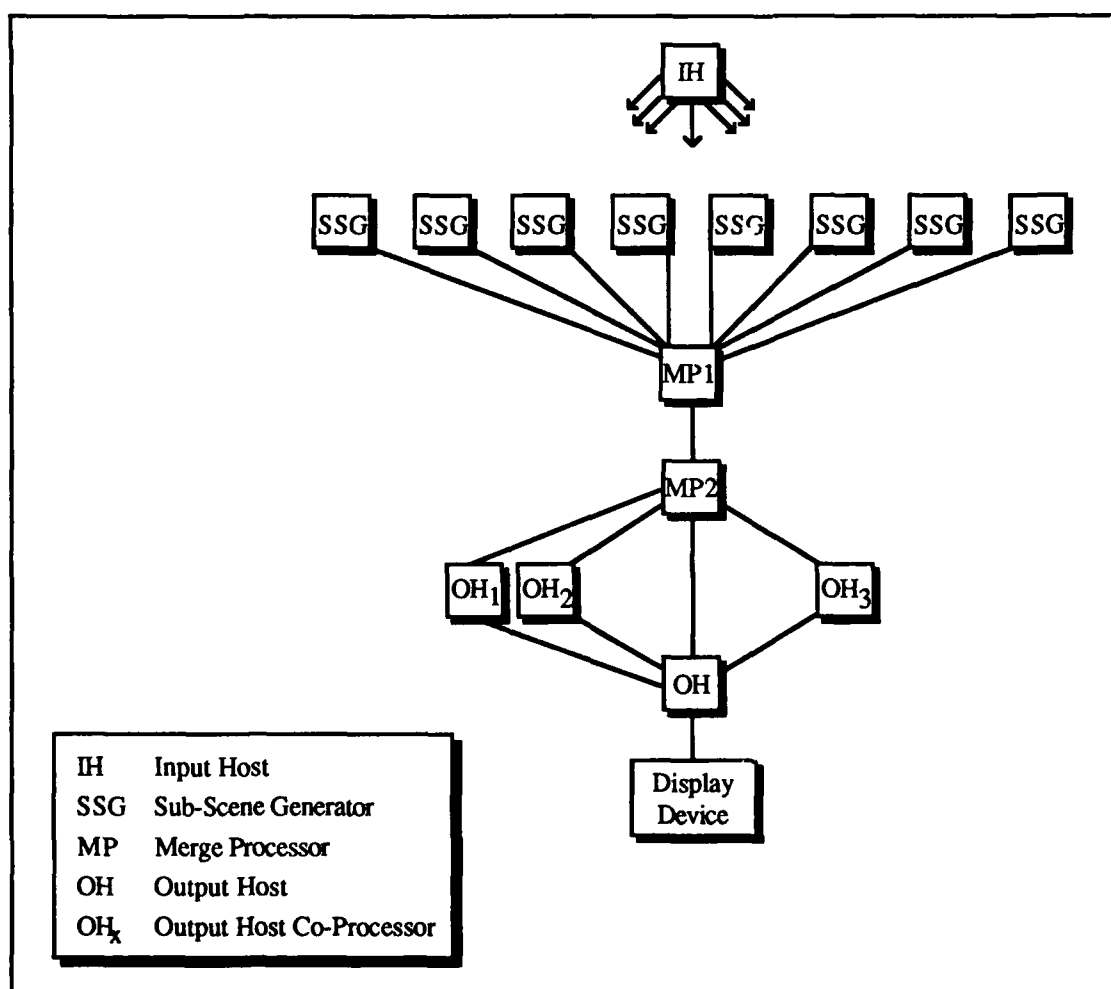 IH
SSG SSG SSG SSG SSG SSG SSG SSG
MP1
MP2
OH1 OH2 OH3
OH
Display
Device
IH Input Host
SSG Sub-Scene Generator
MP Merge Processor
OH Output Host
OHx Output Host Co-Processor